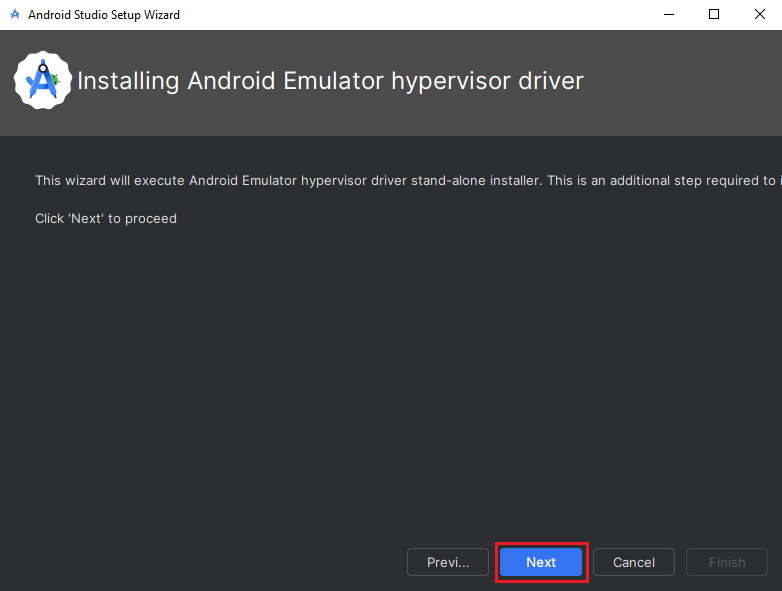 Android Studio Setup Wizard
Installing Android Emulator hypervisor driver
This wizard will execute Android Emulator hypervisor driver stand-alone installer. This is an additional step required to i
Click 'Next' to proceed
Previ... Next Cancel Finish